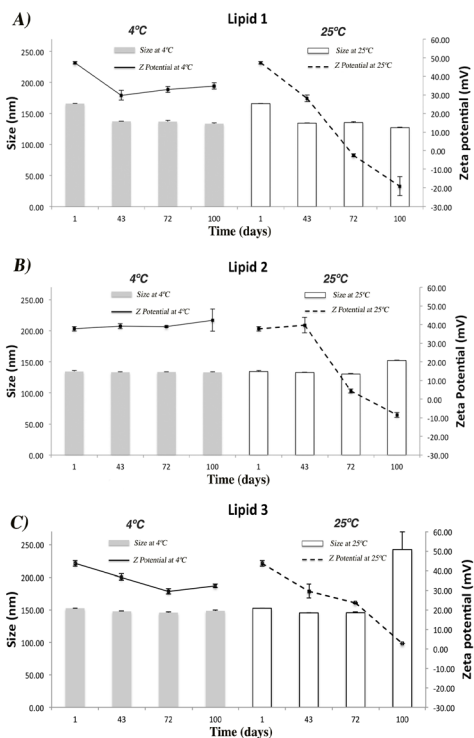 A)
Lipid 1
4ºC
25ºC
Size at 4ºC
Z Potential at 4ºC
Size at 25ºC
Z Potential at 25ºC
Size (nm)
250.00
200.00
150.00
100.00
50.00
0.00
60.00
50.00
40.00
30.00
20.00
10.00
0.00
-10.00
-20.00
-30.00
Zeta potential (mV)
1 43 72 100 1 43 72 100
Time (days)
B)
Lipid 2
4ºC
25ºC
Size at 4ºC
Z Potential at 4ºC
Size at 25ºC
Z Potential at 25ºC
Size (nm)
250.00
200.00
150.00
100.00
50.00
0.00
60.00
50.00
40.00
30.00
20.00
10.00
0.00
-10.00
-20.00
-30.00
Zeta Potential (mV)
1 43 72 100 1 43 72 100
Time (days)
C)
Lipid 3
4ºC
25ºC
Size at 4ºC
Z Potential at 4ºC
Size at 25ºC
Z Potential at 25ºC
Size (nm)
250.00
200.00
150.00
100.00
50.00
0.00
60.00
50.00
40.00
30.00
20.00
10.00
0.00
-10.00
-20.00
-30.00
Zeta potential (mV)
1 43 72 100 1 43 72 100
Time (days)